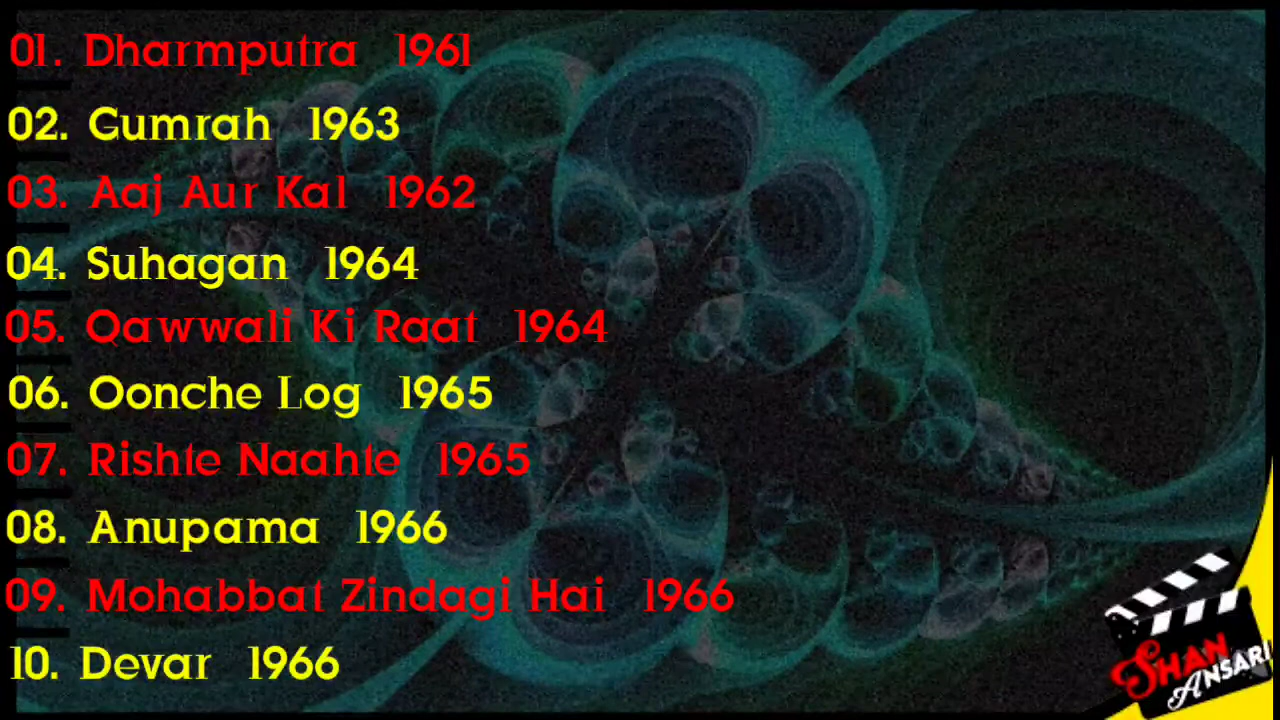 01. Dharmputra 1961
02. Gumrah 1963
03. Aaj Aur Kal 1962
04. Suhagan 1964
05. Qawwali Ki Raat 1964
06. Oonche Log 1965
07. Rishte Naahte 1965
08. Anupama 1966
09. Mohabbat Zindagi Hai 1966
10. Devar 1966
SHAN
ANSARI